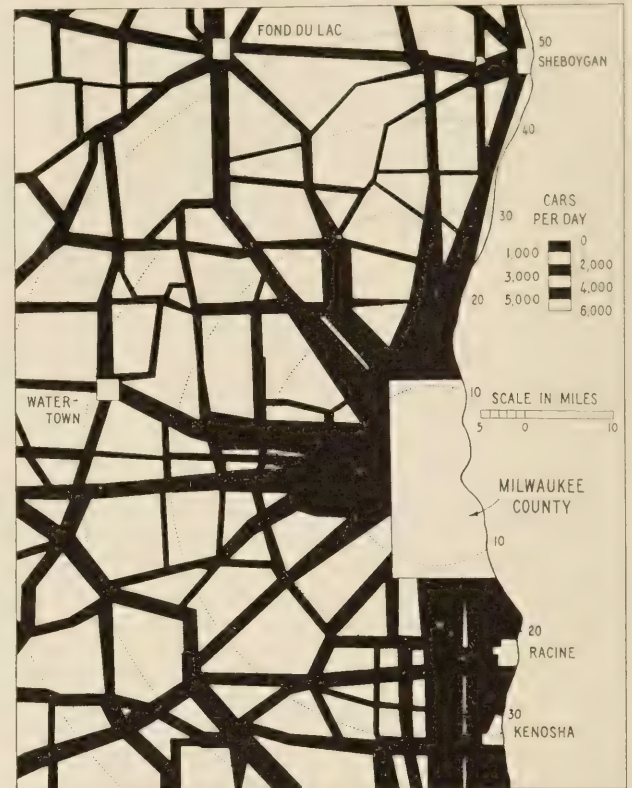 FOND DU LAC
50
SHEBOYGAN
40
30
CARS
PER DAY
0
1,000
2,000
3,000
4,000
5,000
6,000
20
10
SCALE IN MILES
5 0 10
WATER-
TOWN
MILWAUKEE
COUNTY
10
20
RACINE
30
KENOSHA